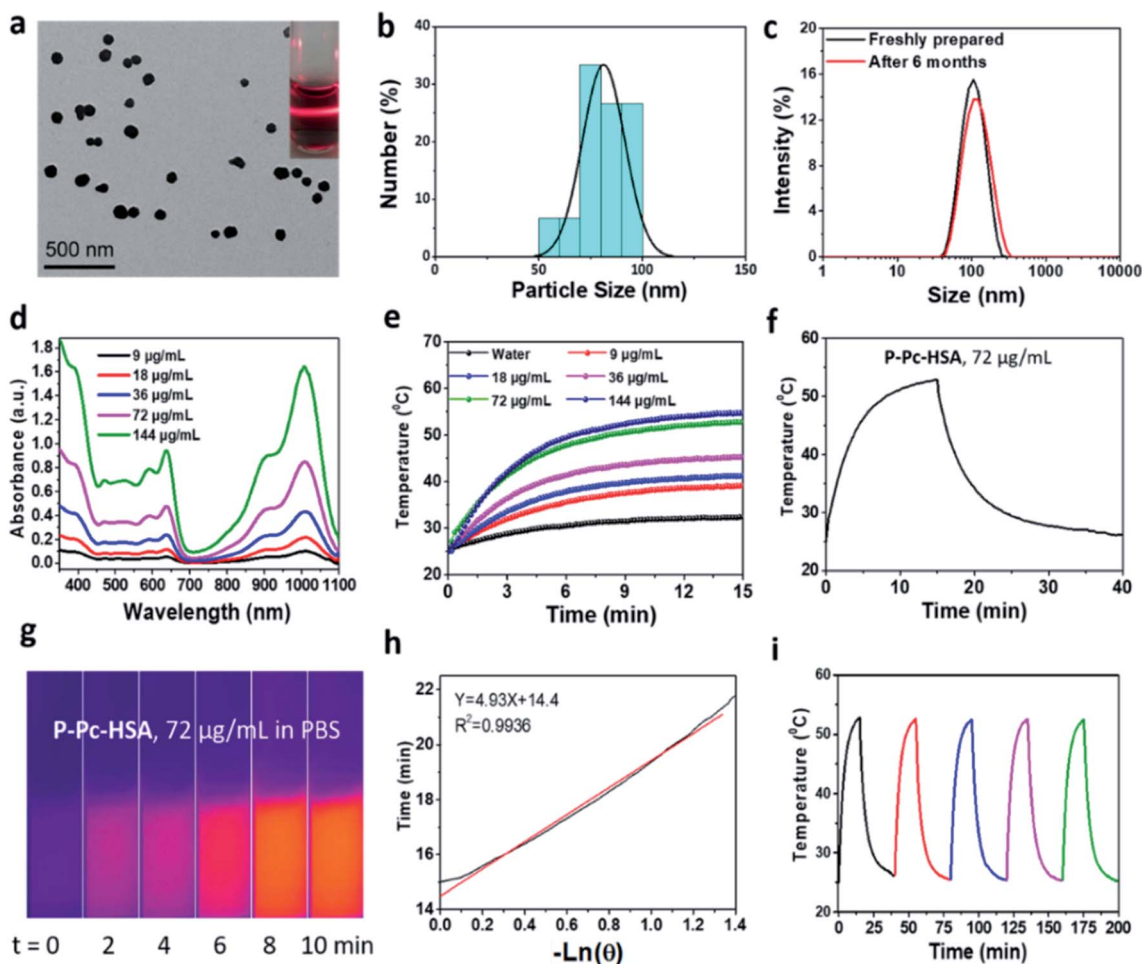 a
500 nm
b
Number (%)
40
30
20
10
0
0 50 100 150
Particle Size (nm)
c
Freshly prepared
After 6 months
Intensity (%)
20
16
12
8
4
0
1 10 100 1000 10000
Size (nm)
d
9 µg/mL
18 µg/mL
36 µg/mL
72 µg/mL
144 µg/mL
Absorbance (a.u.)
1.8
1.6
1.4
1.2
1.0
0.8
0.6
0.4
0.2
0.0
400 500 600 700 800 900 1000 1100
Wavelength (nm)
e
Water 9 µg/mL
18 µg/mL 36 µg/mL
72 µg/mL 144 µg/mL
Temperature (⁰C)
70
60
50
40
30
20
0 3 6 9 12 15
Time (min)
f
P-Pc-HSA, 72 µg/mL
Temperature (⁰C)
60
50
40
30
20
0 10 20 30 40
Time (min)
g
P-Pc-HSA, 72 µg/mL in PBS
t = 0 2 4 6 8 10 min
h
Y=4.93X+14.4
R²=0.9936
Time (min)
22
20
18
16
14
0.0 0.2 0.4 0.6 0.8 1.0 1.2 1.4
-Ln(θ)
i
Temperature (⁰C)
60
50
40
30
20
0 25 50 75 100 125 150 175 200
Time (min)